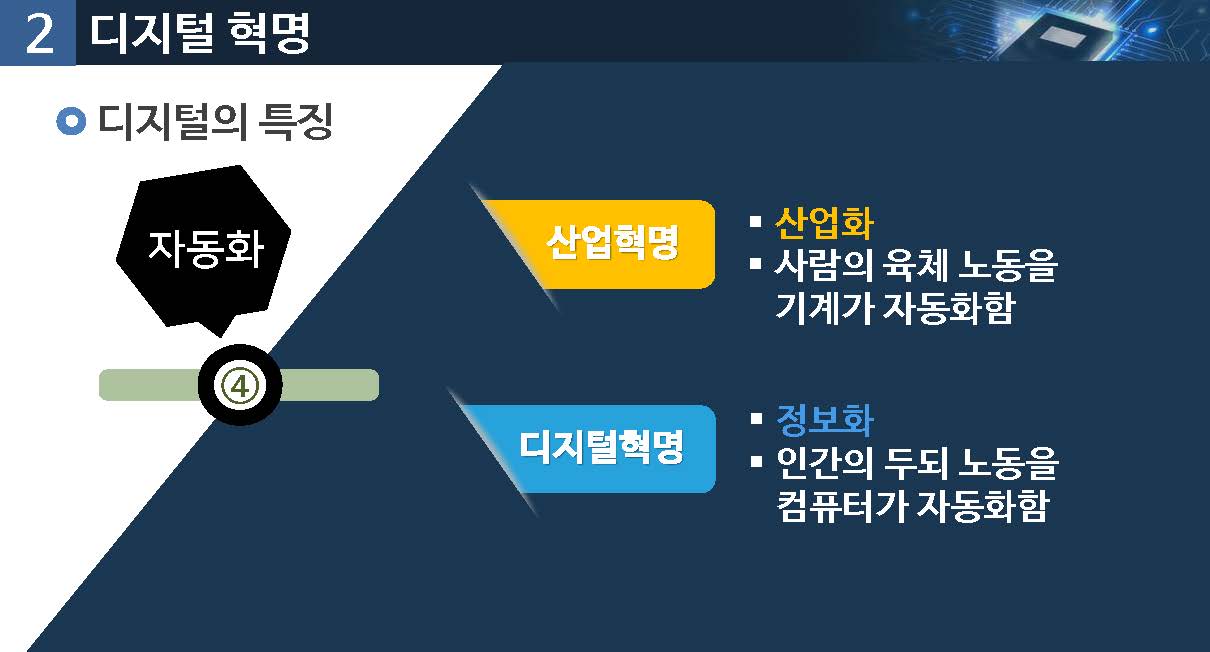 2 디지털 혁명
디지털의 특징
자동화
④
산업혁명
▪ 산업화
▪ 사람의 육체 노동을
기계가 자동화함
디지털혁명
▪ 정보화
▪ 인간의 두되 노동을
컴퓨터가 자동화함